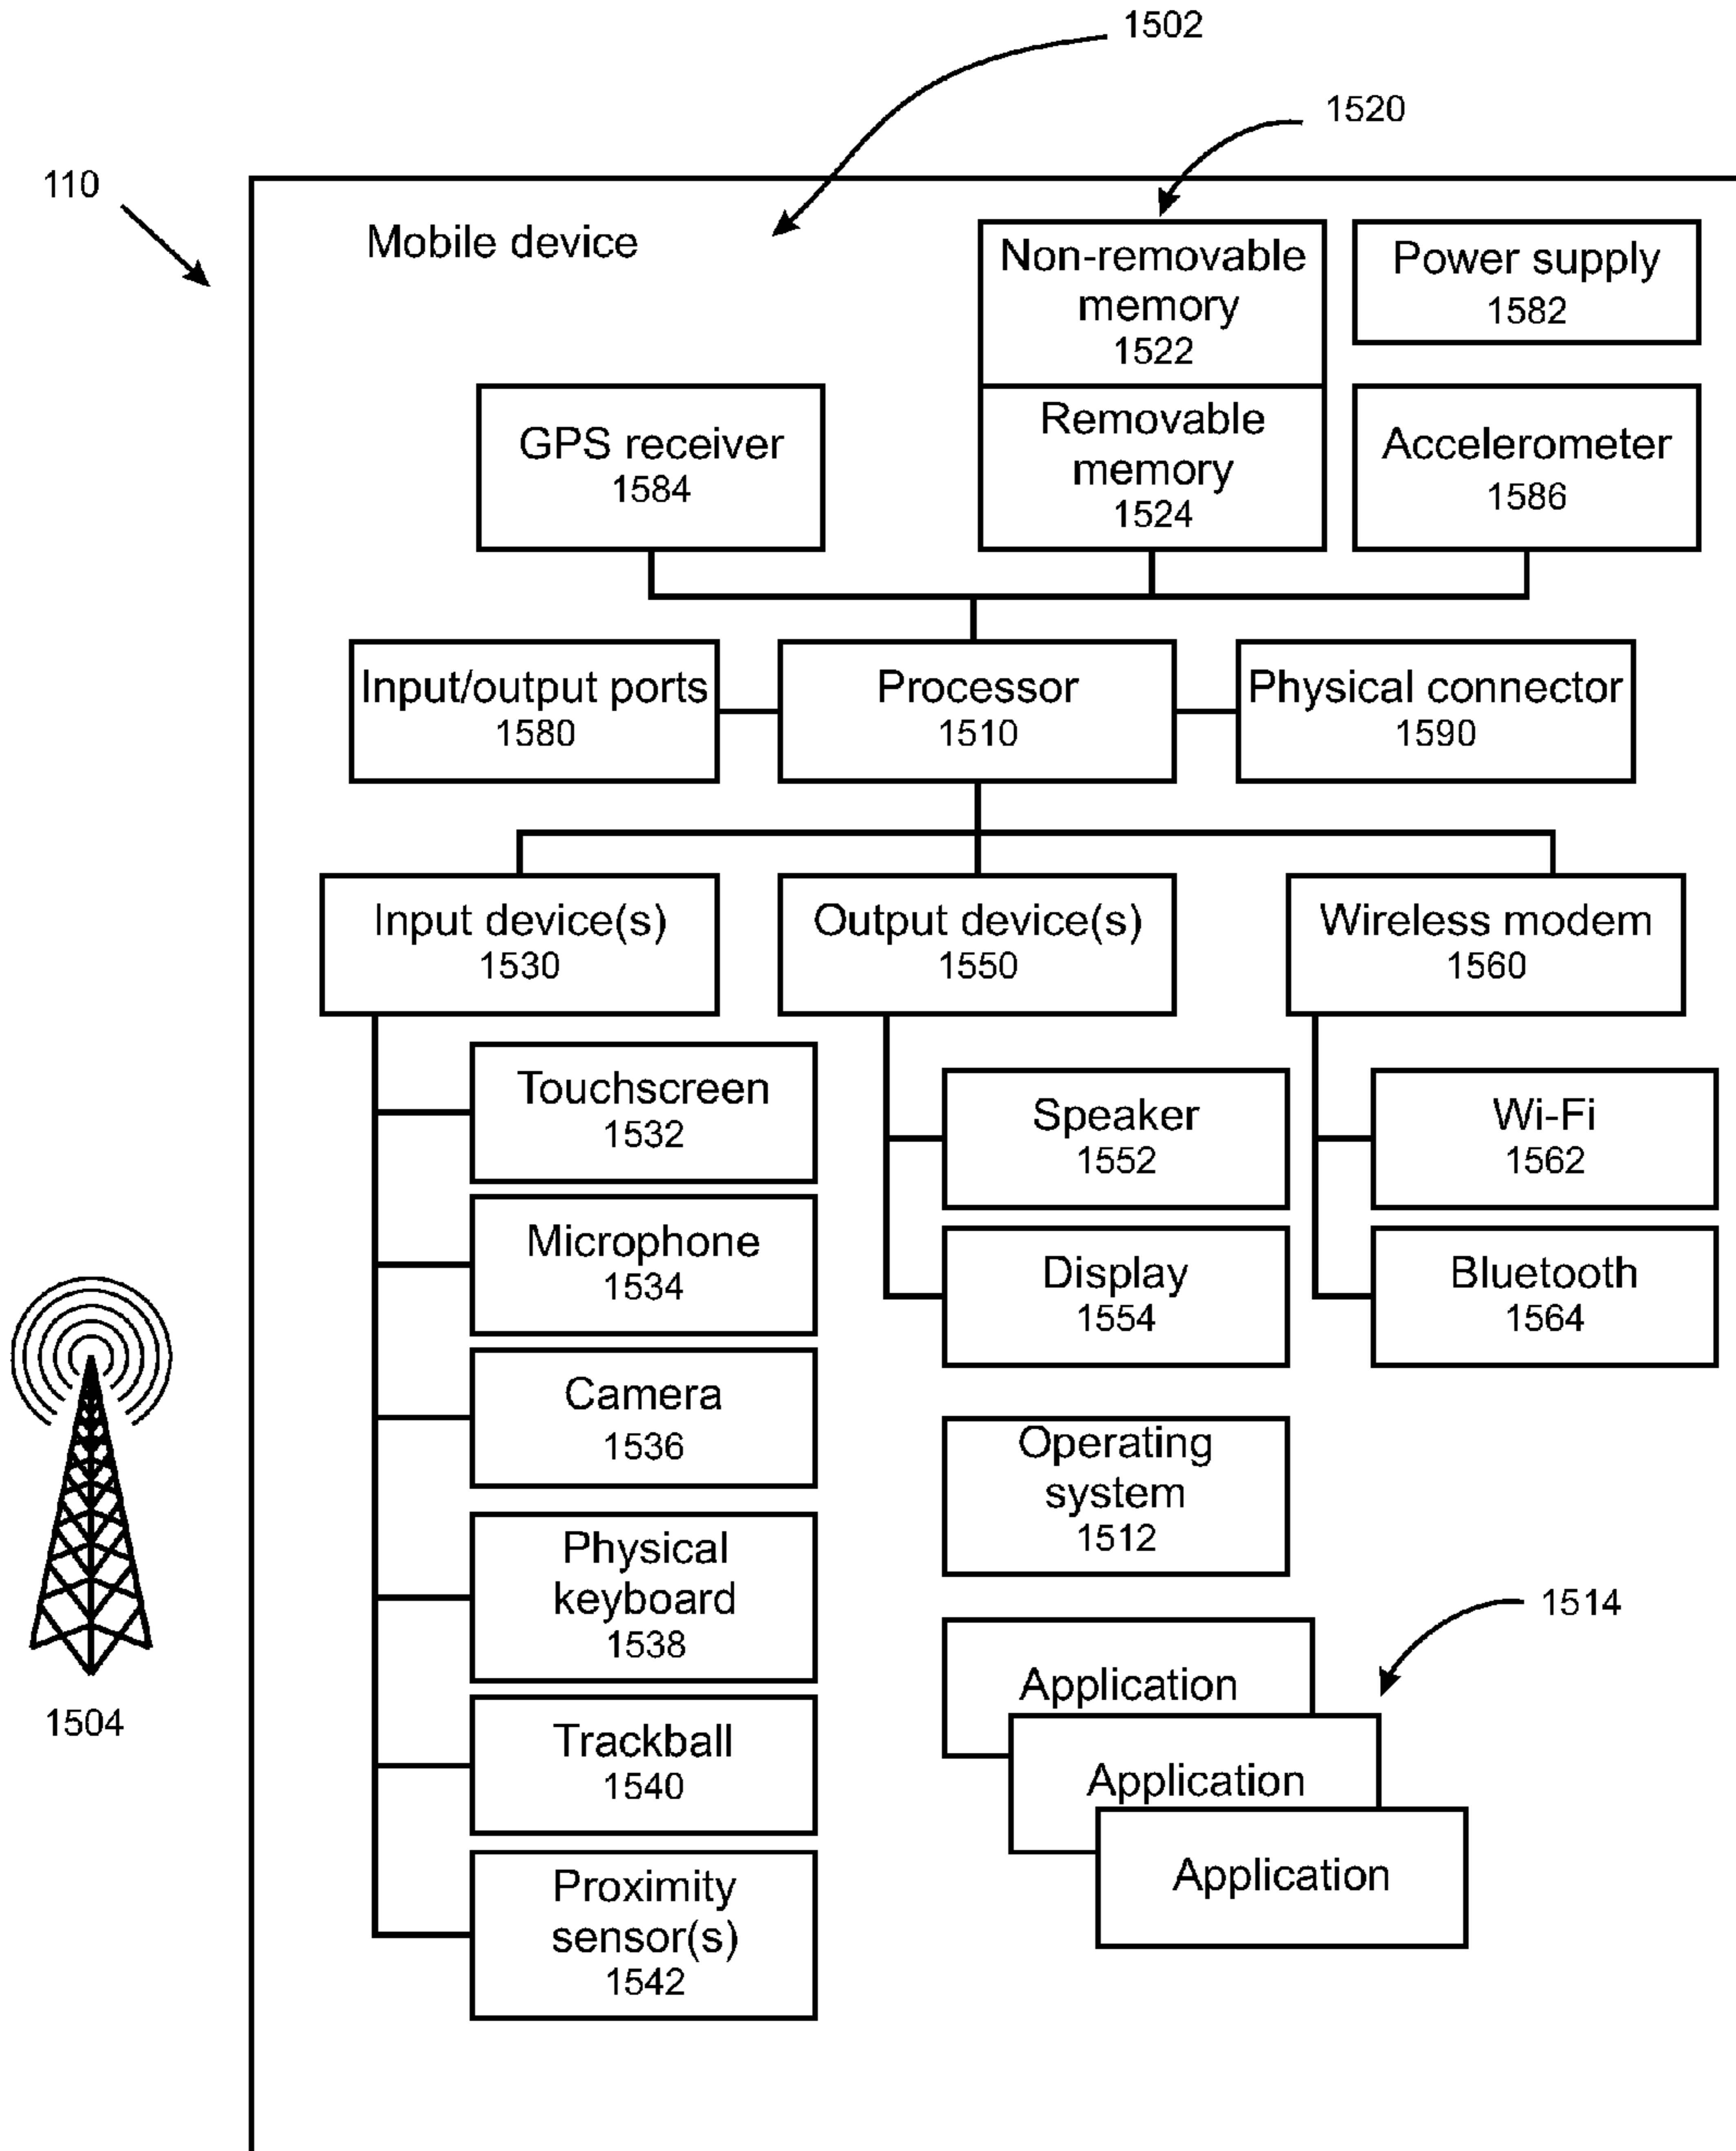 1502
1520
110
Mobile device
Non-removable
memory
1522
Power supply
1582
GPS receiver
1584
Removable
memory
1524
Accelerometer
1586
Input/output ports
1580
Processor
1510
Physical connector
1590
Input device(s)
1530
Output device(s)
1550
Wireless modem
1560
Touchscreen
1532
Speaker
1552
Wi-Fi
1562
Microphone
1534
Display
1554
Bluetooth
1564
Camera
1536
Operating
system
1512
Physical
keyboard
1538
1514
1504
Trackball
1540
Application
Application
Application
Proximity
sensor(s)
1542